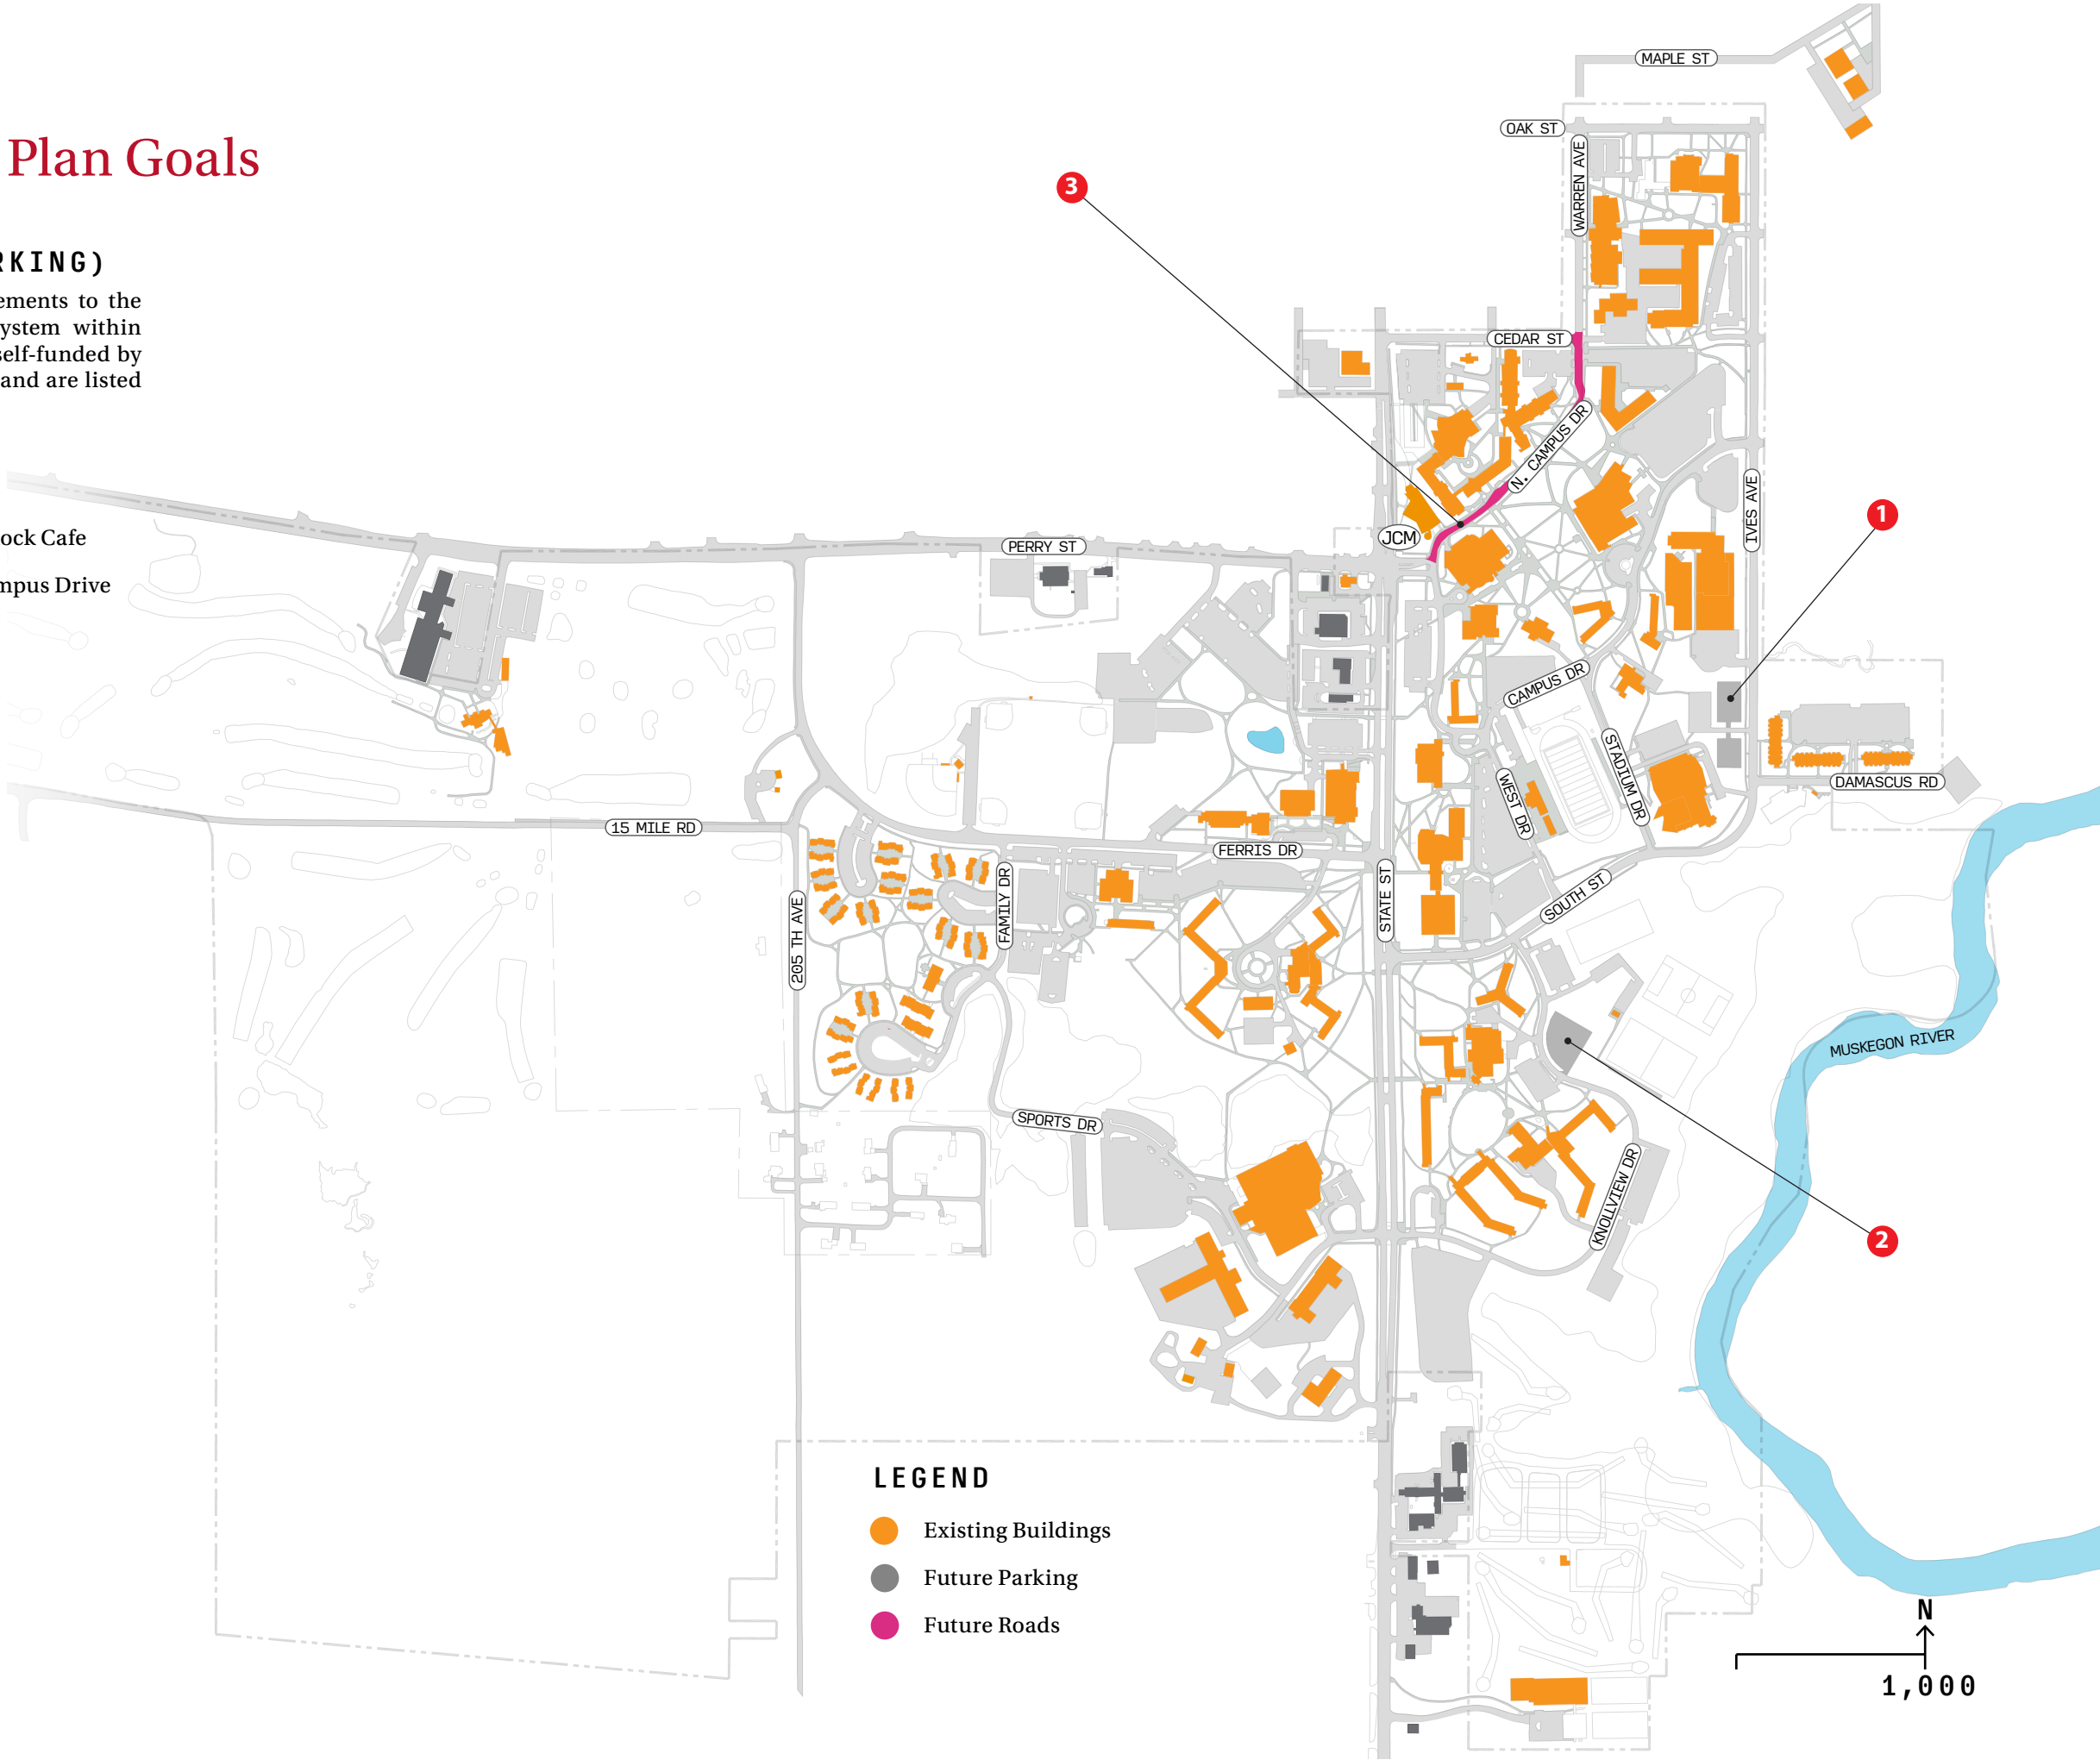 Plan Goals
RKING)
ements to the
ystem within
self-funded by
and are listed
ock Cafe
mpus Drive
MAPLE ST
OAK ST
WARREN AVE
3
CEDAR ST
N. CAMPUS DR
IVES AVE
1
JCM
PERRY ST
CAMPUS DR
STADIUM DR
WEST DR
DAMASCUS RD
15 MILE RD
FERRIS DR
FAMILY DR
STATE ST
SOUTH ST
205 TH AVE
MUSKEGON RIVER
SPORTS DR
KNOLLVIEW DR
2
LEGEND
Existing Buildings
Future Parking
Future Roads
N
1,000